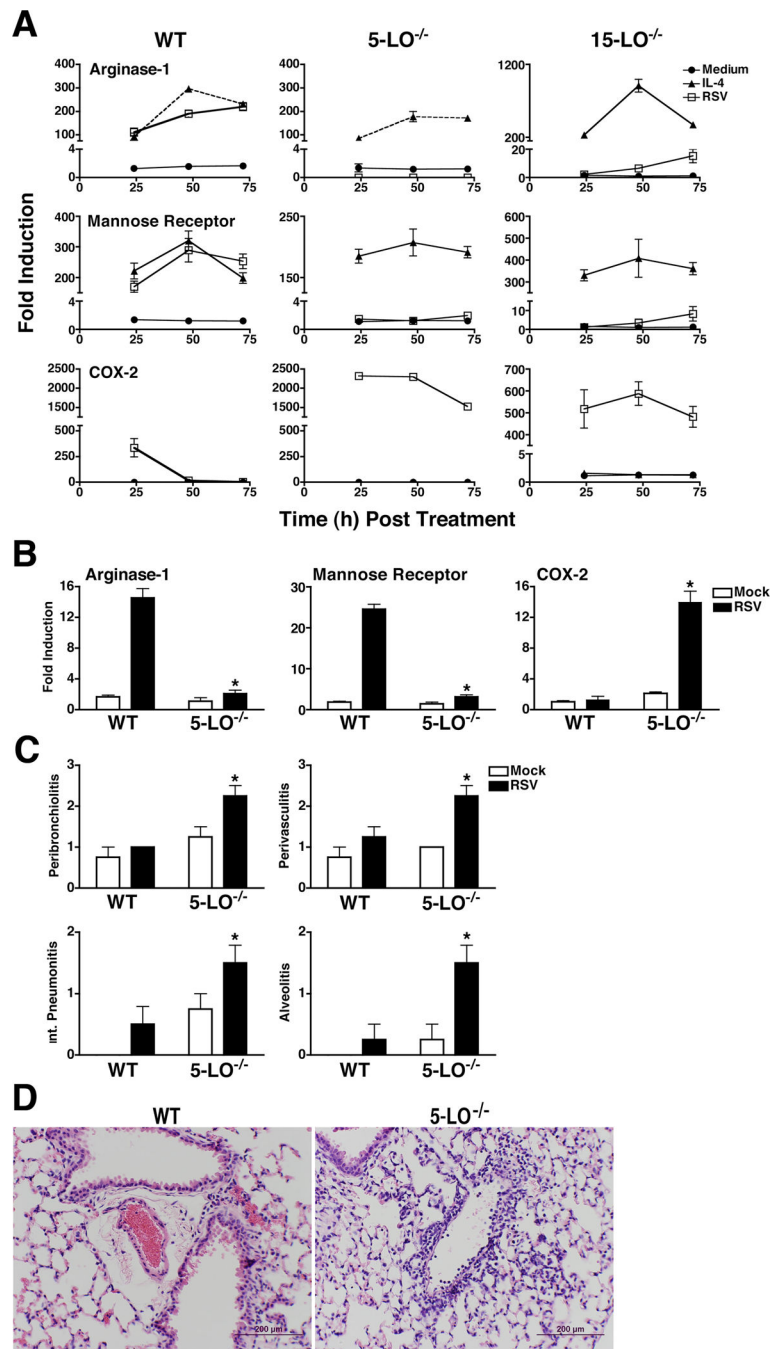 A
WT
5-LO-/-
15-LO-/-
Arginase-1
Medium
IL-4
RSV
400
300
200
100
4
0
0 25 50 75
400
300
200
100
4
0
0 25 50 75
1200
200
20
0
0 25 50 75
Fold Induction
Mannose Receptor
400
300
200
4
0
0 25 50 75
250
150
4
0
0 25 50 75
600
500
400
300
10
0
0 25 50 75
COX-2
2500
2000
1500
500
250
0
0 25 50 75
2500
2000
1500
500
250
0
0 25 50 75
700
600
500
400
5
0
0 25 50 75
Time (h) Post Treatment
B
Arginase-1
Mannose Receptor
COX-2
Mock
RSV
Fold Induction
16
12
8
4
0
*
WT 5-LO-/-
30
20
10
0
*
WT 5-LO-/-
16
12
8
4
0
*
WT 5-LO-/-
C
Mock
RSV
Peribronchiolitis
3
2
1
0
*
WT 5-LO-/-
Perivasculitis
3
2
1
0
*
WT 5-LO-/-
Int. Pneumonitis
2
1
0
*
WT 5-LO-/-
Alveolitis
2
1
0
*
WT 5-LO-/-
D
WT
5-LO-/-
200 µm
200 µm